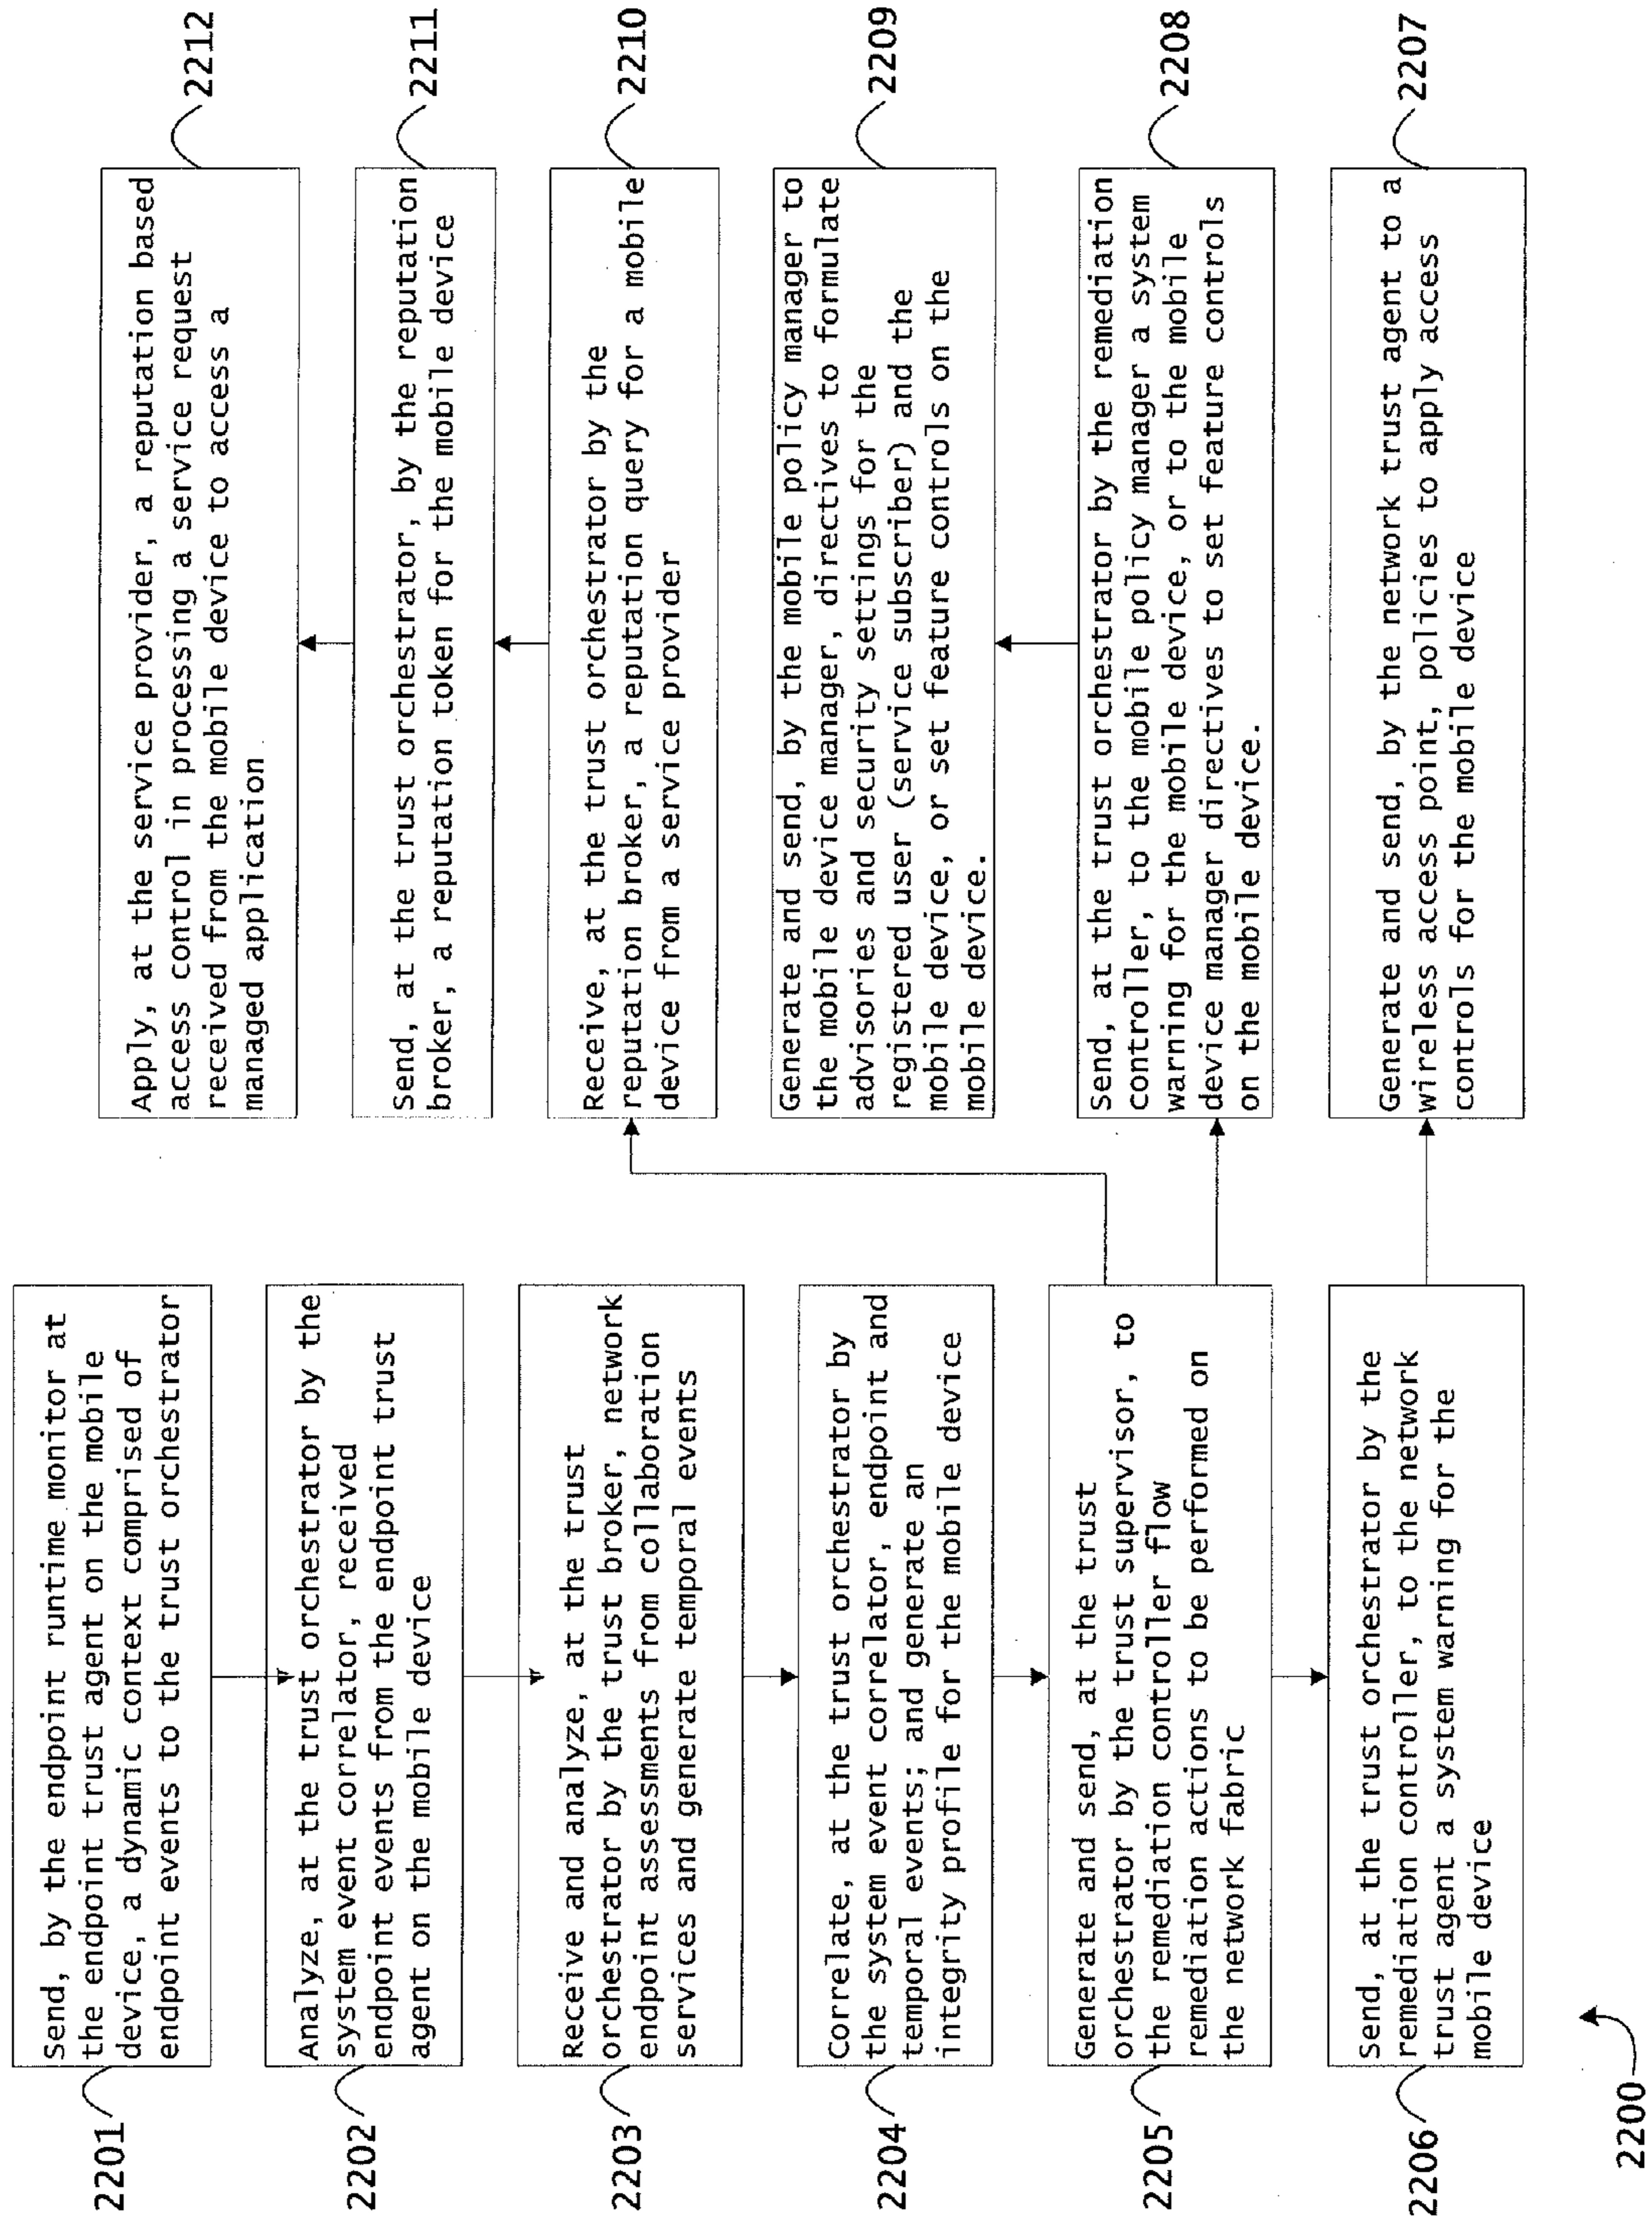 2201
Send, by the endpoint runtime monitor at
the endpoint trust agent on the mobile
device, a dynamic context comprised of
endpoint events to the trust orchestrator
2202
Analyze, at the trust orchestrator by the
system event correlator, received
endpoint events from the endpoint trust
agent on the mobile device
2203
Receive and analyze, at the trust
orchestrator by the trust broker, network
endpoint assessments from collaboration
services and generate temporal events
2204
Correlate, at the trust orchestrator by
the system event correlator, endpoint and
temporal events; and generate an
integrity profile for the mobile device
2205
Generate and send, at the trust
orchestrator by the trust supervisor, to
the remediation controller flow
remediation actions to be performed on
the network fabric
2206
Send, at the trust orchestrator by the
remediation controller, to the network
trust agent a system warning for the
mobile device
2200
Apply, at the service provider, a reputation based
access control in processing a service request
received from the mobile device to access a
managed application
2212
Send, at the trust orchestrator, by the reputation
broker, a reputation token for the mobile device
2211
Receive, at the trust orchestrator by the
reputation broker, a reputation query for a mobile
device from a service provider
2210
Generate and send, by the mobile policy manager to
the mobile device manager, directives to formulate
advisories and security settings for the
registered user (service subscriber) and the
mobile device, or set feature controls on the
mobile device.
2209
Send, at the trust orchestrator by the remediation
controller, to the mobile policy manager a system
warning for the mobile device, or to the mobile
device manager directives to set feature controls
on the mobile device.
2208
Generate and send, by the network trust agent to a
wireless access point, policies to apply access
controls for the mobile device
2207